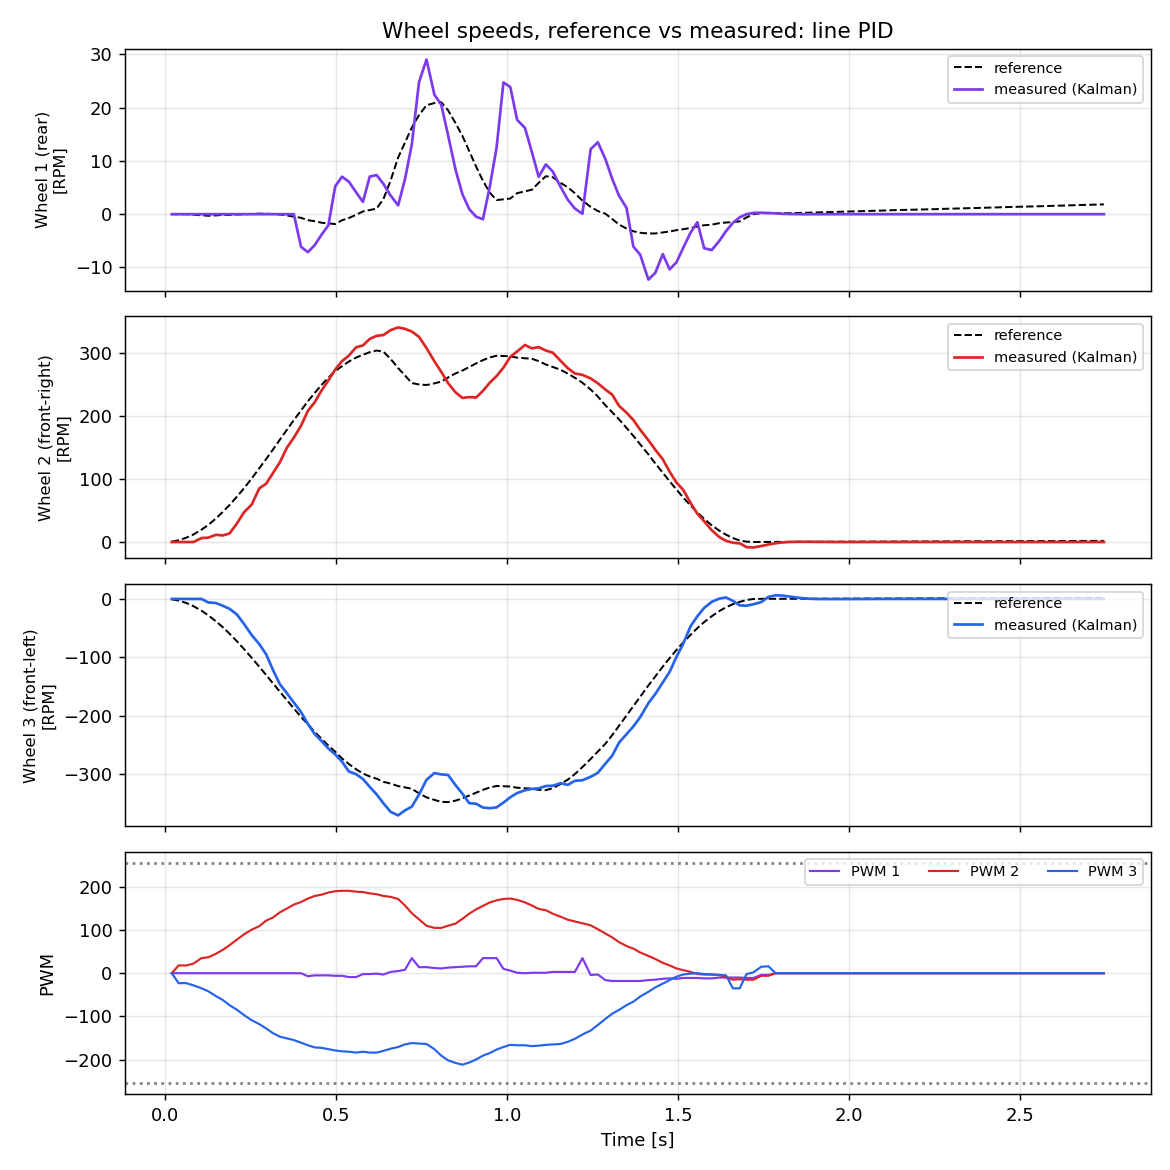 Wheel speeds, reference vs measured: line PID
Wheel 1 (rear)
[RPM]
30
20
10
0
−10
reference
measured (Kalman)
Wheel 2 (front-right)
[RPM]
300
200
100
0
reference
measured (Kalman)
Wheel 3 (front-left)
[RPM]
0
−100
−200
−300
reference
measured (Kalman)
PWM
200
100
0
−100
−200
PWM 1
PWM 2
PWM 3
0.0
0.5
1.0
1.5
2.0
2.5
Time [s]